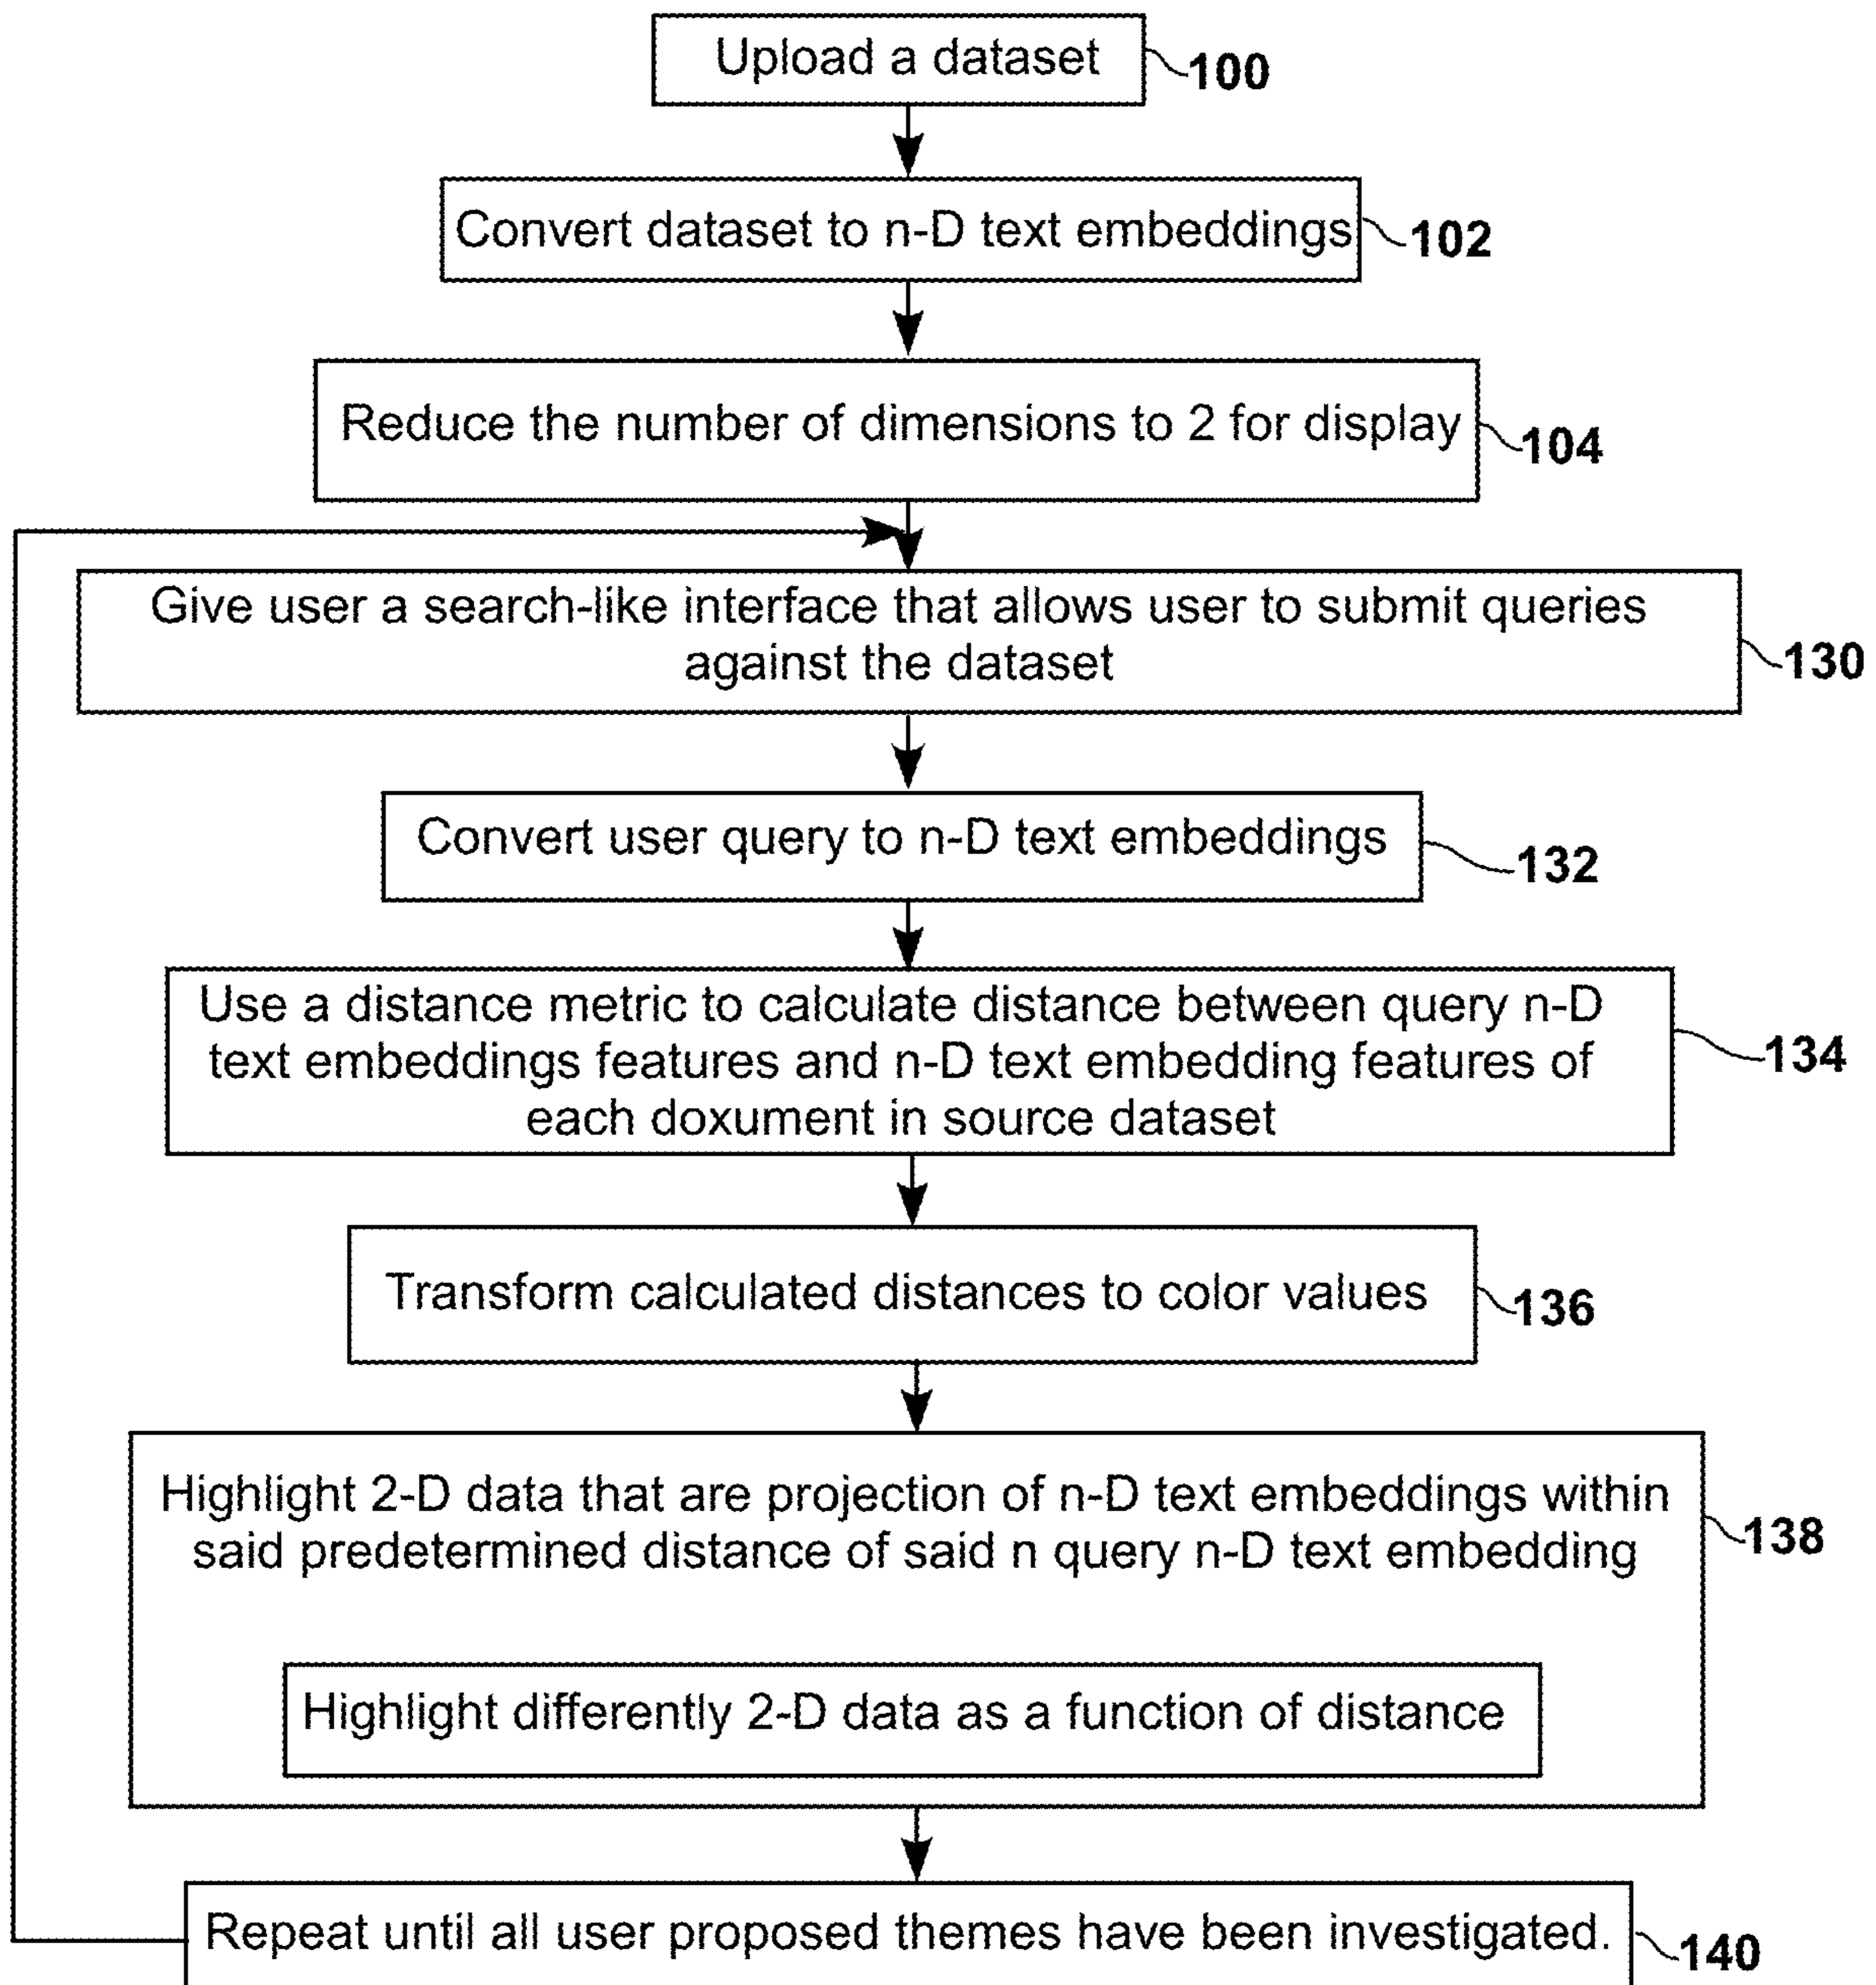 Upload a dataset
100
Convert dataset to n-D text embeddings
102
Reduce the number of dimensions to 2 for display
104
Give user a search-like interface that allows user to submit queries
against the dataset
130
Convert user query to n-D text embeddings
132
Use a distance metric to calculate distance between query n-D
text embeddings features and n-D text embedding features of
each doxument in source dataset
134
Transform calculated distances to color values
136
Highlight 2-D data that are projection of n-D text embeddings within
said predetermined distance of said n query n-D text embedding
138
Highlight differently 2-D data as a function of distance
Repeat until all user proposed themes have been investigated.
140